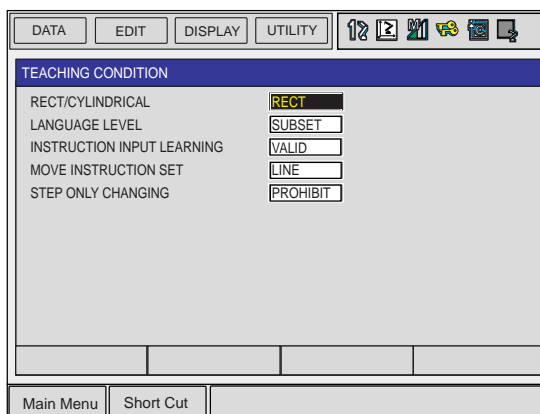 DATA EDIT DISPLAY UTILITY
TEACHING CONDITION
RECT/CYLINDRICAL RECT
LANGUAGE LEVEL SUBSET
INSTRUCTION INPUT LEARNING VALID
MOVE INSTRUCTION SET LINE
STEP ONLY CHANGING PROHIBIT
Main Menu Short Cut